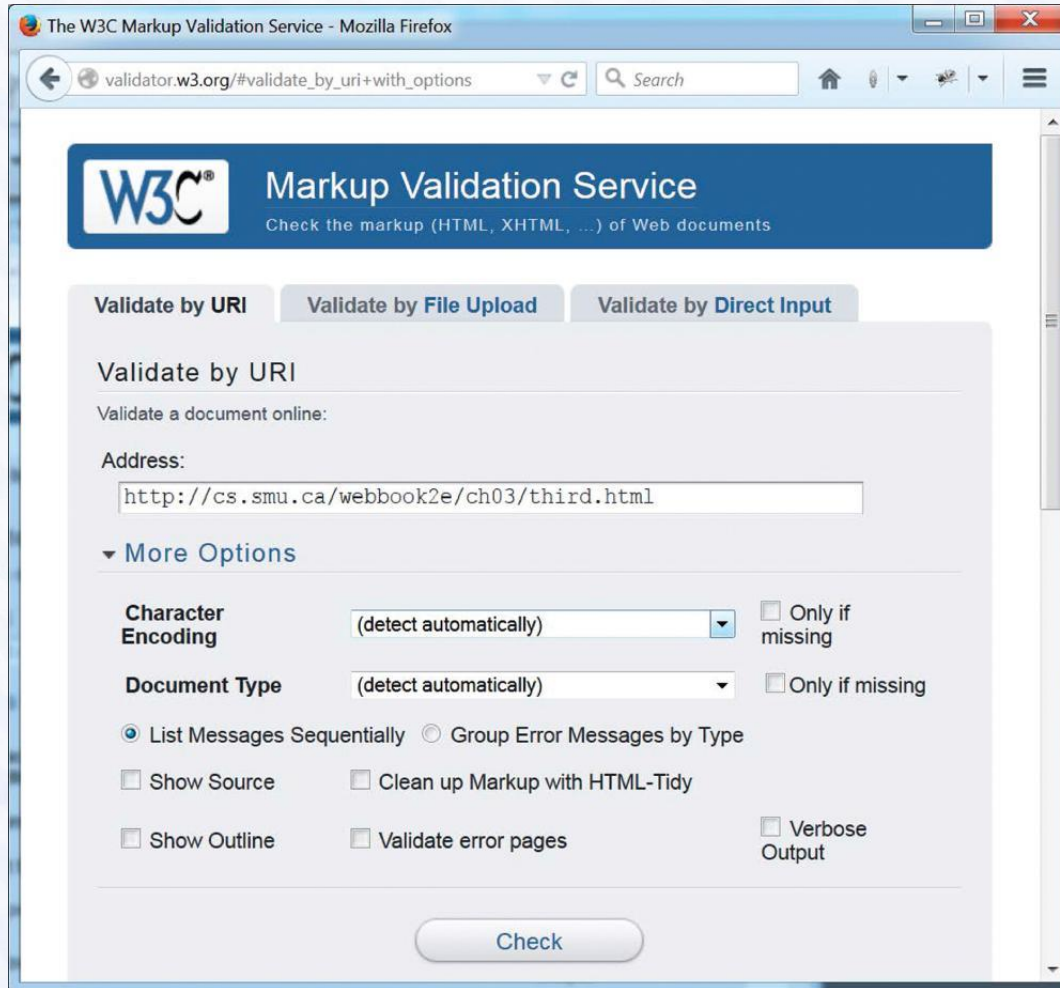 The W3C Markup Validation Service - Mozilla Firefox
validator.w3.org/#validate_by_uri+with_options
Search
W3C®
Markup Validation Service
Check the markup (HTML, XHTML, ...) of Web documents
Validate by URI
Validate by File Upload
Validate by Direct Input
Validate by URI
Validate a document online:
Address:
http://cs.smu.ca/webbook2e/ch03/third.html
More Options
Character
Encoding
(detect automatically)
Only if
missing
Document Type
(detect automatically)
Only if missing
List Messages Sequentially
Group Error Messages by Type
Show Source
Clean up Markup with HTML-Tidy
Show Outline
Validate error pages
Verbose
Output
Check